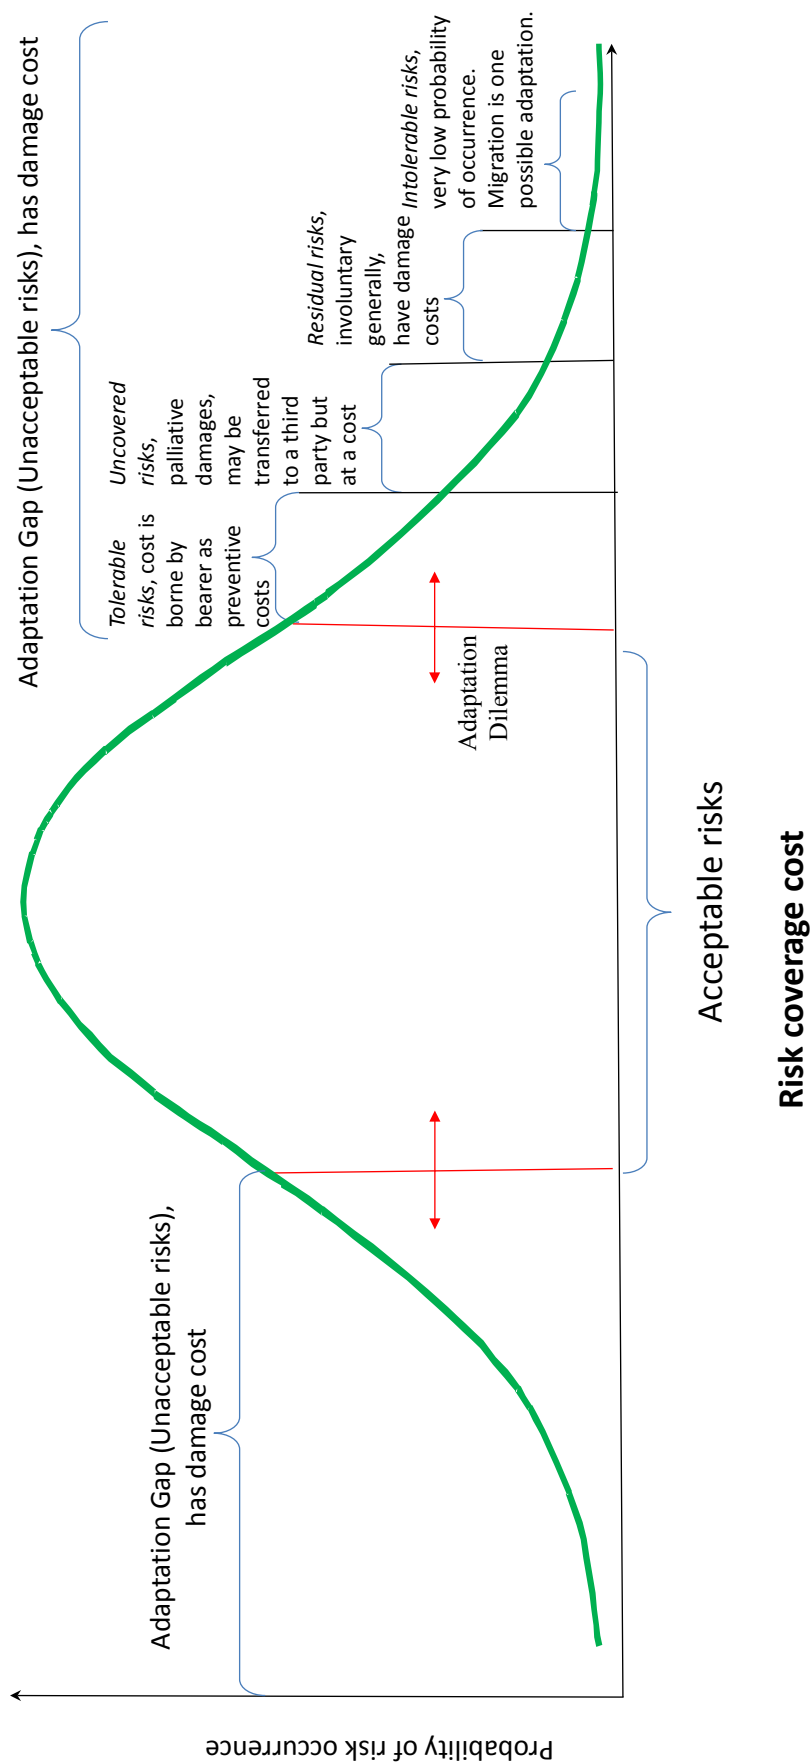 Adaptation Gap (Unacceptable risks), has damage cost
Adaptation Gap (Unacceptable risks),
has damage cost
Tolerable
risks, cost is
borne by
bearer as
preventive
costs
Uncovered
risks,
palliative
damages,
may be
transferred
to a third
party but
at a cost
Residual risks,
involuntary
generally,
have damage
costs
Intolerable risks,
very low probability
of occurrence.
Migration is one
possible adaptation.
Adaptation
Dilemma
Probability of risk occurrence
Acceptable risks
Risk coverage cost